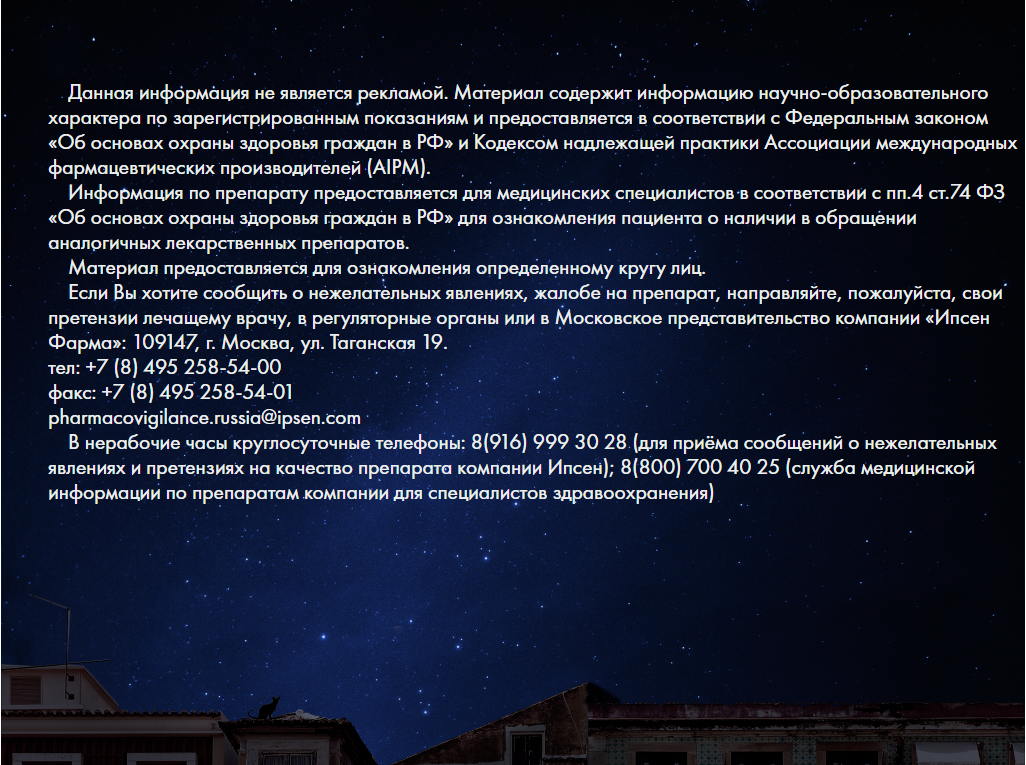 Данная информация не является рекламой. Материал содержит информацию научно-образовательного
характера по зарегистрированным показаниям и предоставляется в соответствии с Федеральным законом
«Об основах охраны здоровья граждан в РФ» и Кодексом надлежащей практики Ассоциации международных
фармацевтических производителей (AIPM).
Информация по препарату предоставляется для медицинских специалистов в соответствии с пп.4 ст.74 ФЗ
«Об основах охраны здоровья граждан в РФ» для ознакомления пациента о наличии в обращении
аналогичных лекарственных препаратов.
Материал предоставляется для ознакомления определенному кругу лиц.
Если Вы хотите сообщить о нежелательных явлениях, жалобе на препарат, направляйте, пожалуйста, свои
претензии лечащему врачу, в регуляторные органы или в Московское представительство компании «Ипсен
Фарма»: 109147, г. Москва, ул. Таганская 19.
тел: +7 (8) 495 258-54-00
факс: +7 (8) 495 258-54-01
pharmacovigilance.russia@ipsen.com
В нерабочие часы круглосуточные телефоны: 8(916) 999 30 28 (для приёма сообщений о нежелательных
явлениях и претензиях на качество препарата компании Ипсен); 8(800) 700 40 25 (служба медицинской
информации по препаратам компании для специалистов здравоохранения)